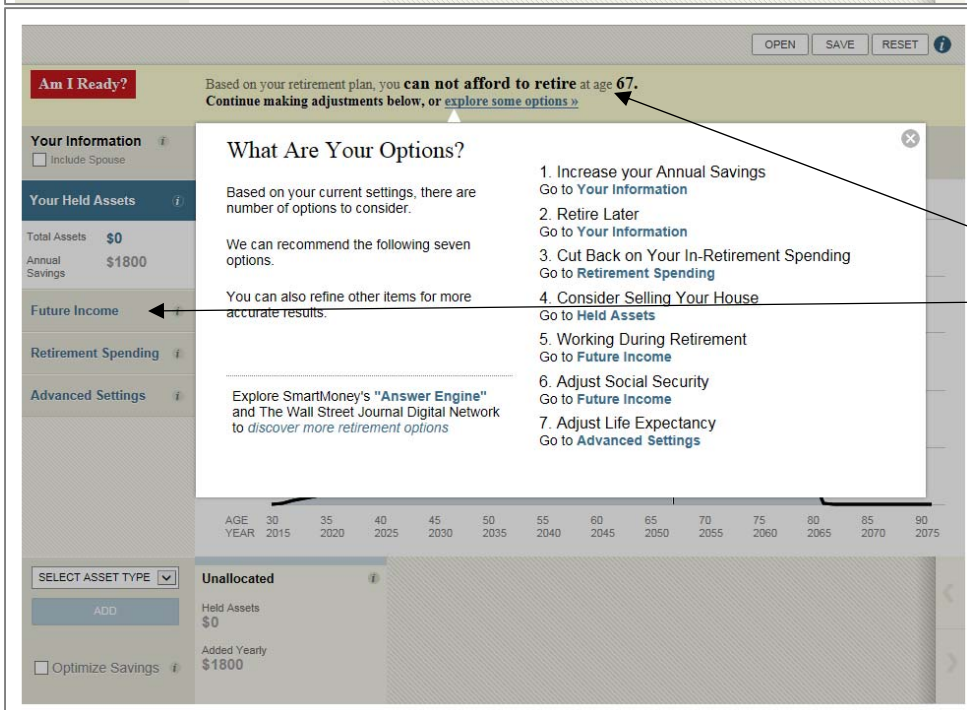 OPEN SAVE RESET i
Am I Ready?
Based on your retirement plan, you can not afford to retire at age 67.
Continue making adjustments below, or explore some options »
Your Information i
Include Spouse
Your Held Assets i
Total Assets $0
Annual Savings $1800
Future Income i
Retirement Spending i
Advanced Settings i
What Are Your Options?
Based on your current settings, there are
number of options to consider.
We can recommend the following seven
options.
You can also refine other items for more
accurate results.
Explore SmartMoney's "Answer Engine"
and The Wall Street Journal Digital Network
to discover more retirement options
1. Increase your Annual Savings
Go to Your Information
2. Retire Later
Go to Your Information
3. Cut Back on Your In-Retirement Spending
Go to Retirement Spending
4. Consider Selling Your House
Go to Held Assets
5. Working During Retirement
Go to Future Income
6. Adjust Social Security
Go to Future Income
7. Adjust Life Expectancy
Go to Advanced Settings
AGE 30 35 40 45 50 55 60 65 70 75 80 85 90
YEAR 2015 2020 2025 2030 2035 2040 2045 2050 2055 2060 2065 2070 2075
SELECT ASSET TYPE
ADD
Optimize Savings i
Unallocated i
Held Assets
$0
Added Yearly
$1800